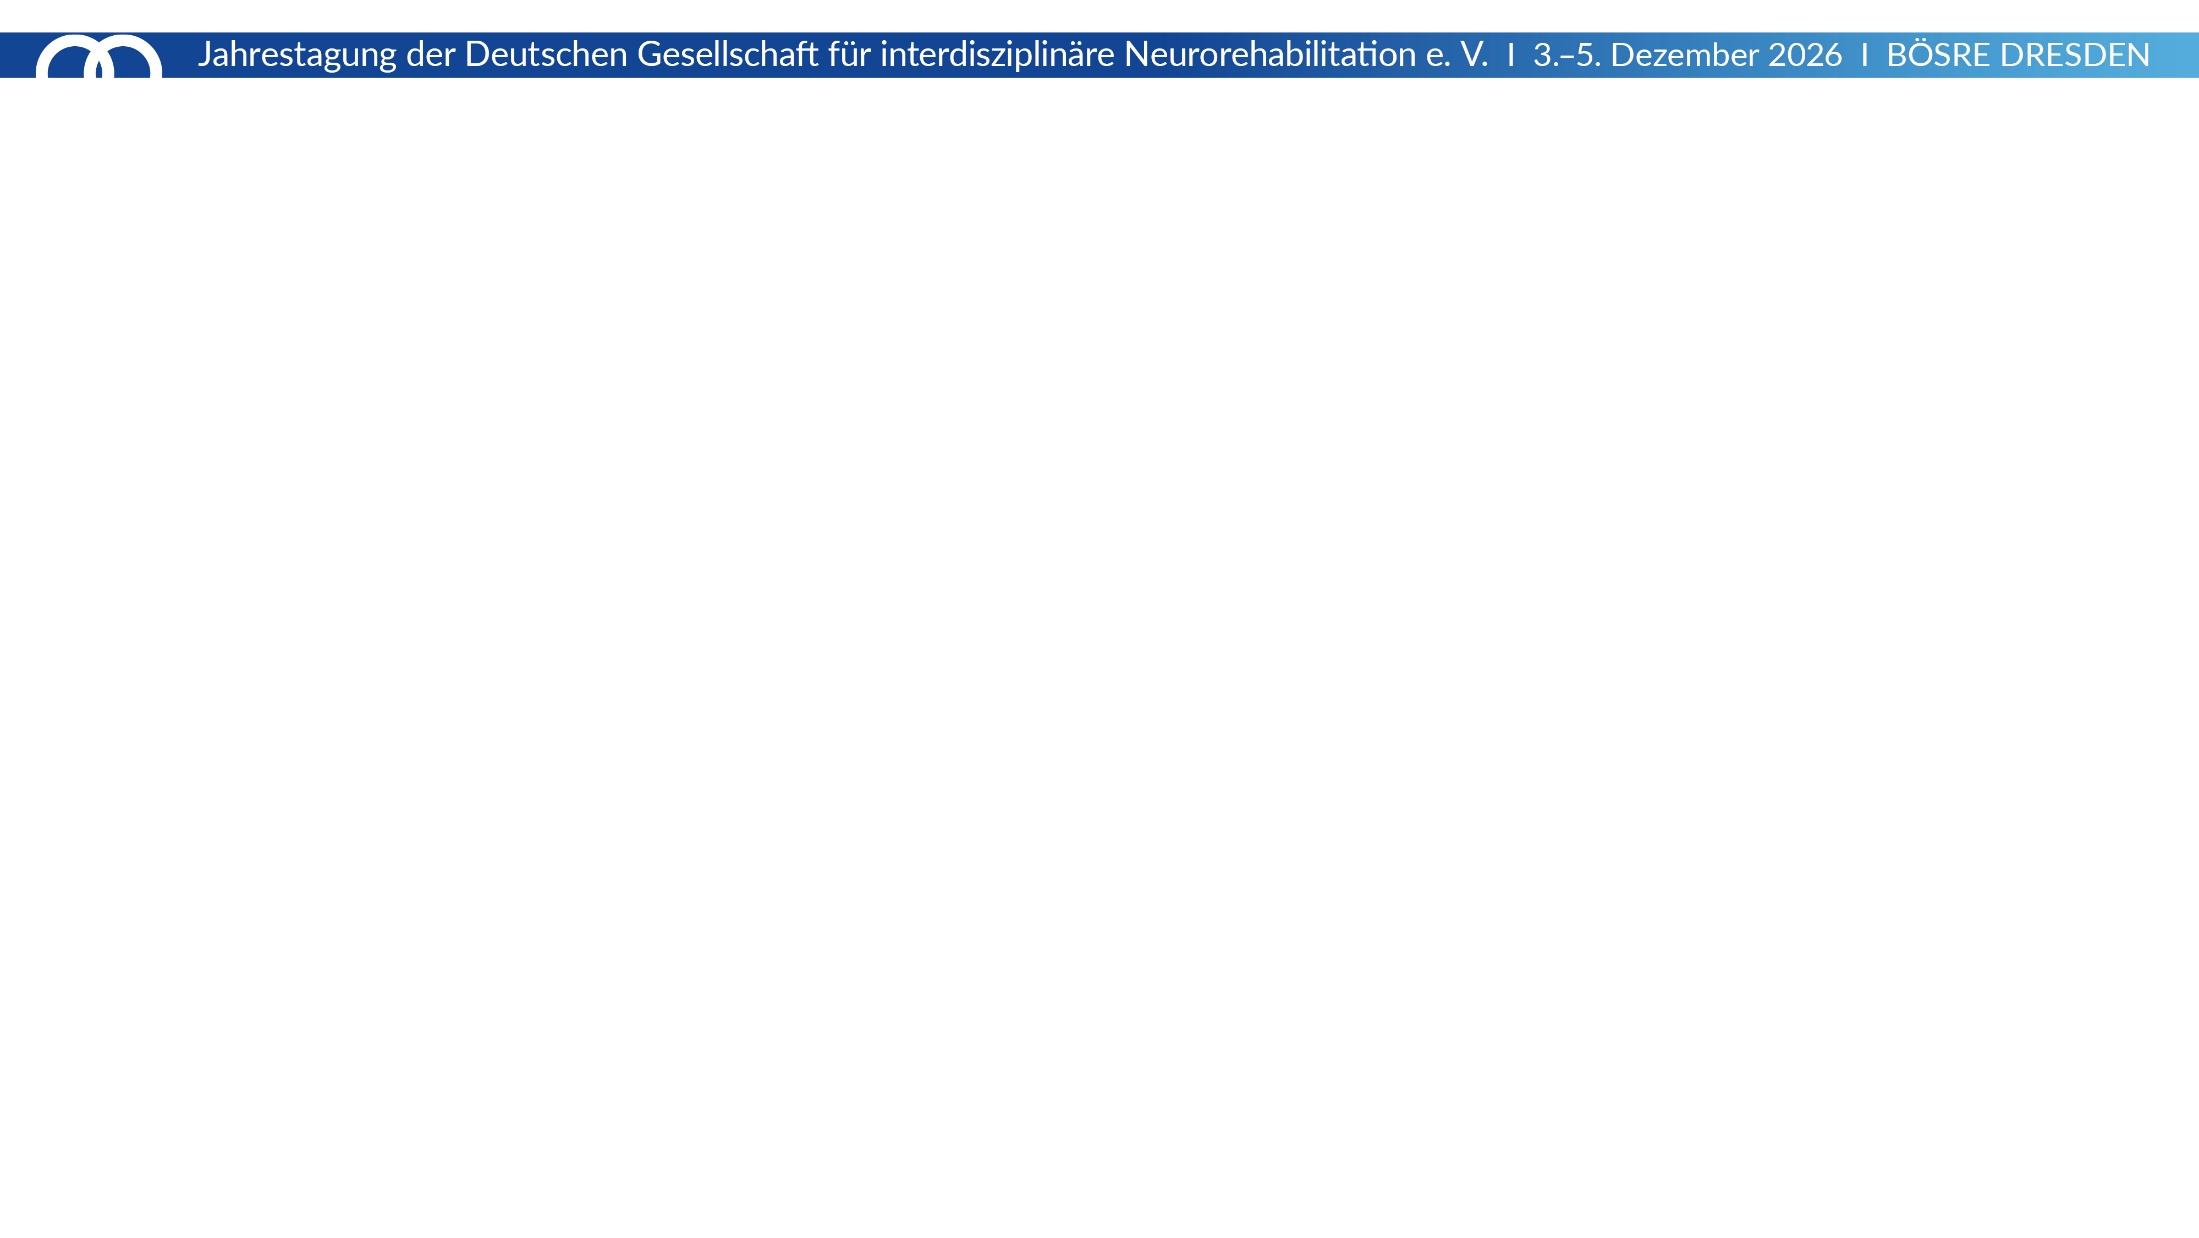 Jahrestagung der Deutschen Gesellschaft für interdisziplinäre Neurorehabilitation e. V. I 3.–5. Dezember 2026 I BÖSRE DRESDEN